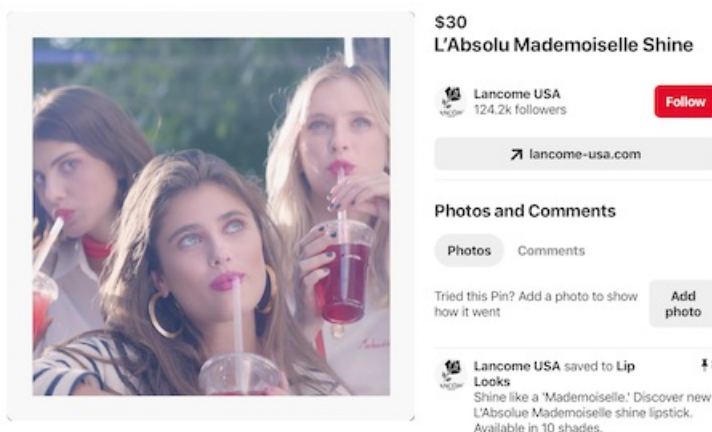 $30
L'Absolu Mademoiselle Shine
Lancome USA
124.2k followers
Follow
lancome-usa.com
Photos and Comments
Photos
Comments
Tried this Pin? Add a photo to show
how it went
Add
photo
Lancome USA saved to Lip
Looks
Shine like a 'Mademoiselle.' Discover new
L'Absolue Mademoiselle shine lipstick.
Available in 10 shades.